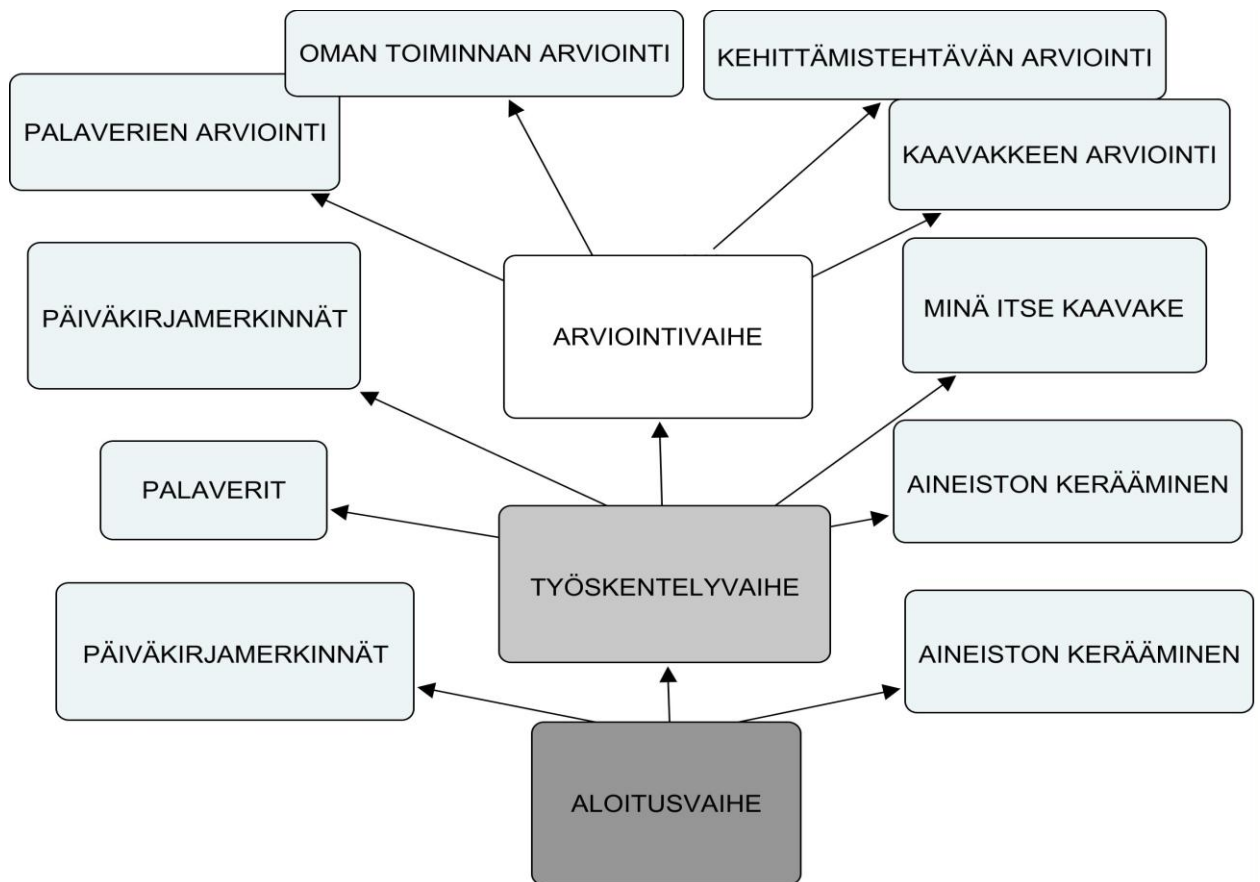 OMAN TOIMINNAN ARVIOINTI
KEHITTÄMISTEHTÄVÄN ARVIOINTI
PALAVERIEN ARVIOINTI
KAAVAKKEEN ARVIOINTI
PÄIVÄKIRJAMERKINNÄT
ARVIOINTIVAIHE
MINÄ ITSE KAAVAKE
PALAVERIT
AINEISTON KERÄÄMINEN
TYÖSKENTELYVAIHE
PÄIVÄKIRJAMERKINNÄT
AINEISTON KERÄÄMINEN
ALOITUSVAIHE